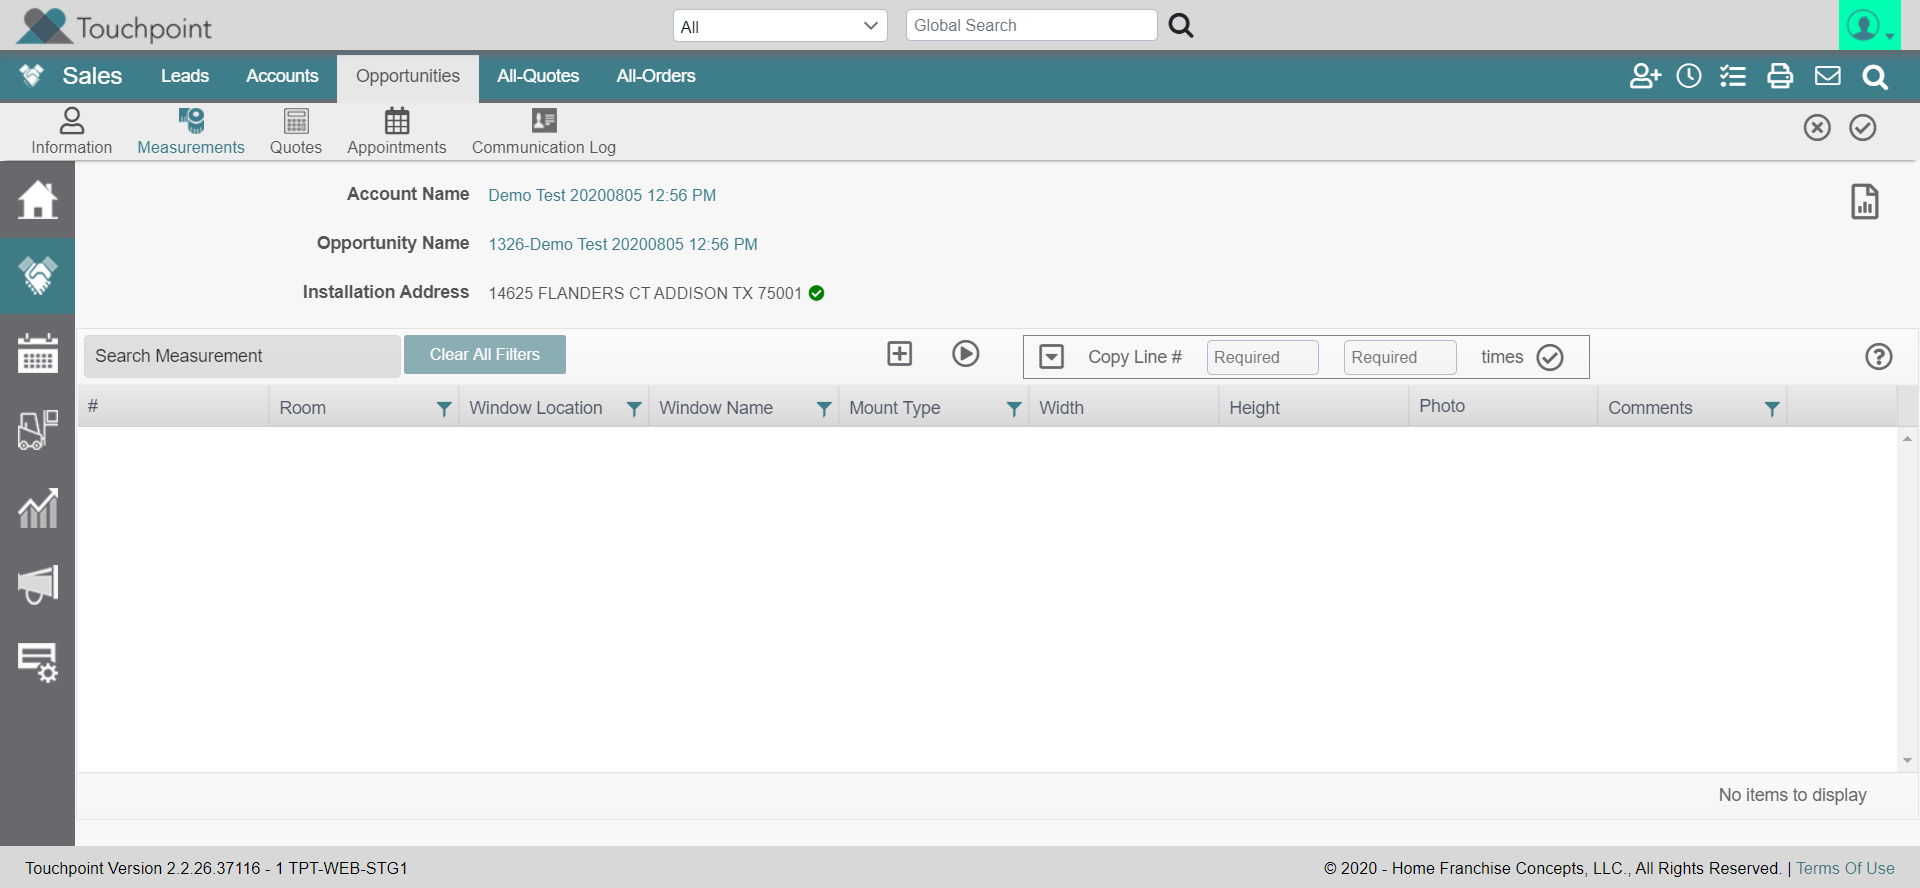 Touchpoint
All
Global Search
Sales
Leads
Accounts
Opportunities
All-Quotes
All-Orders
Information
Measurements
Quotes
Appointments
Communication Log
Account Name
Demo Test 20200805 12:56 PM
Opportunity Name
1326-Demo Test 20200805 12:56 PM
Installation Address
14625 FLANDERS CT ADDISON TX 75001
Search Measurement
Clear All Filters
Copy Line #
Required
Required
times
#
Room
Window Location
Window Name
Mount Type
Width
Height
Photo
Comments
No items to display
Touchpoint Version 2.2.26.37116 - 1 TPT-WEB-STG1
© 2020 - Home Franchise Concepts, LLC., All Rights Reserved. | Terms Of Use